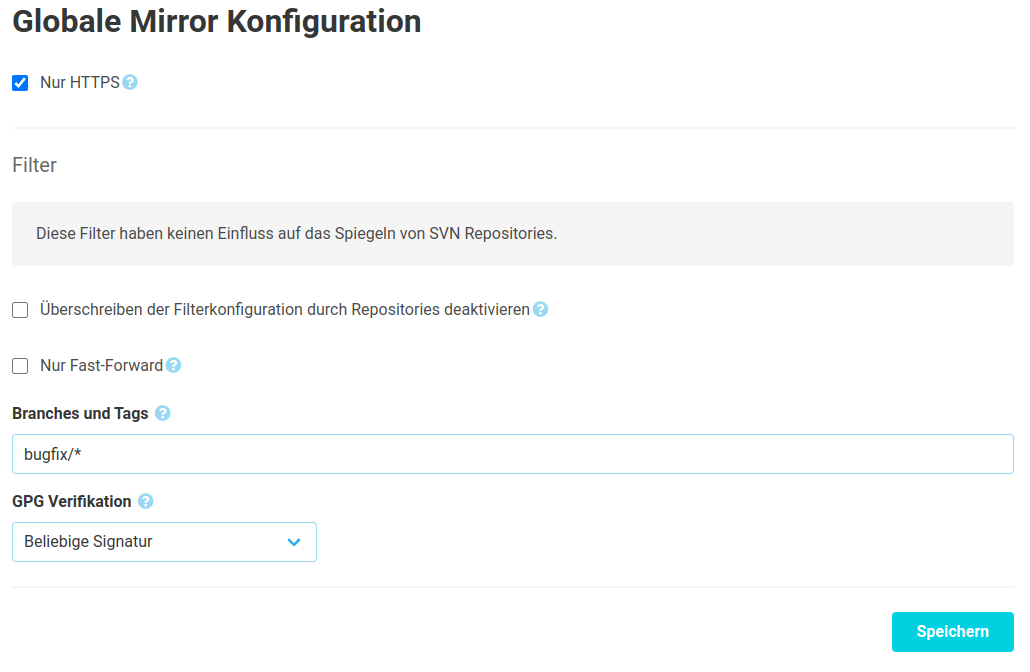 Globale Mirror Konfiguration
Nur HTTPS ?
Filter
Diese Filter haben keinen Einfluss auf das Spiegeln von SVN Repositories.
Überschreiben der Filterkonfiguration durch Repositories deaktivieren ?
Nur Fast-Forward ?
Branches und Tags ?
bugfix/*
GPG Verifikation ?
Beliebige Signatur
Speichern